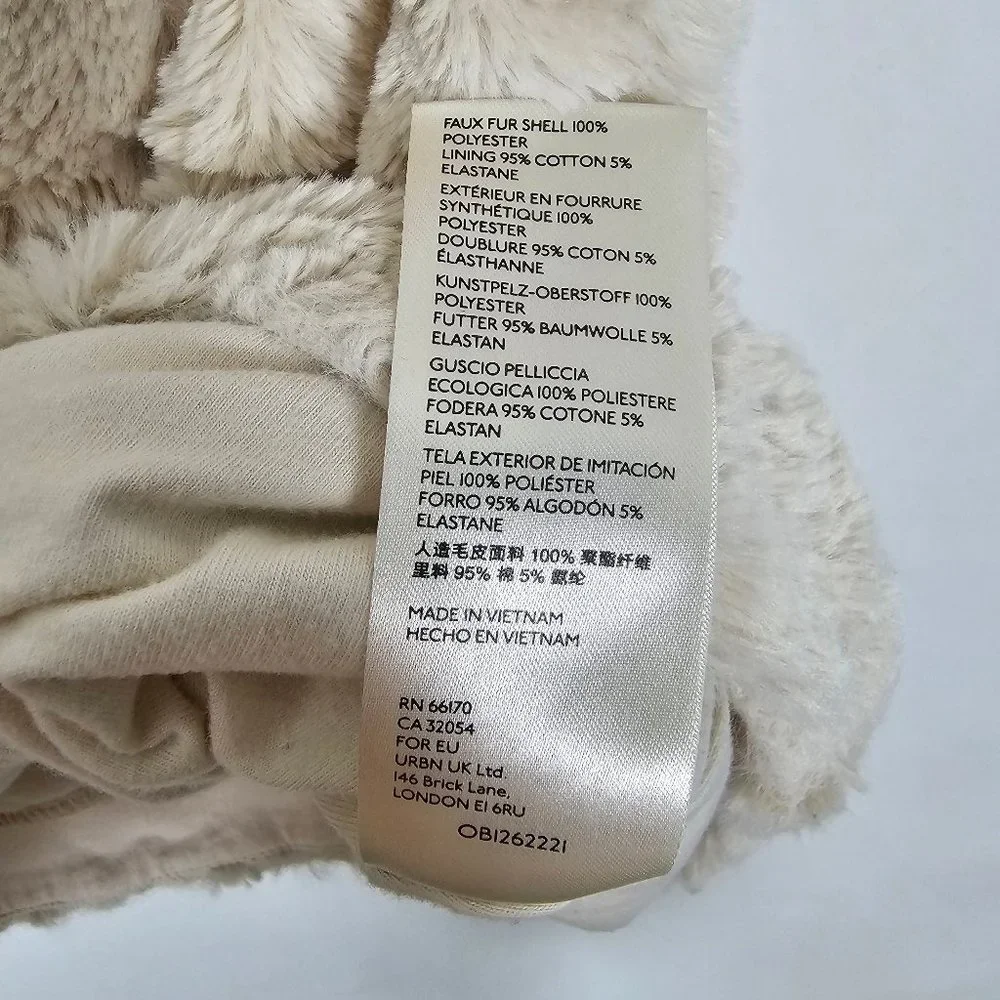 FAUX FUR SHELL 100%
POLYESTER
LINING 95% COTTON 5%
ELASTANE
EXTÉRIEUR EN FOURRURE
SYNTHÉTIQUE 100%
POLYESTER
DOUBLURE 95% COTON 5%
ÉLASTHANNE
KUNSTPELZ-OBERSTOFF 100%
POLYESTER
FUTTER 95% BAUMWOLLE 5%
ELASTAN
GUSCIO PELLICCIA
ECOLOGICA 100% POLIESTERE
FODERA 95% COTONE 5%
ELASTAN
TELA EXTERIOR DE IMITACIÓN
PIEL 100% POLIÉSTER
FORRO 95% ALGODÓN 5%
ELASTANE
人造毛皮面料 100% 聚酯纤维
里料 95% 棉 5% 氨纶
MADE IN VIETNAM
HECHO EN VIETNAM
RN 66170
CA 32054
FOR EU
URBN UK Ltd.
146 Brick Lane,
LONDON E1 6RU
OB1262221